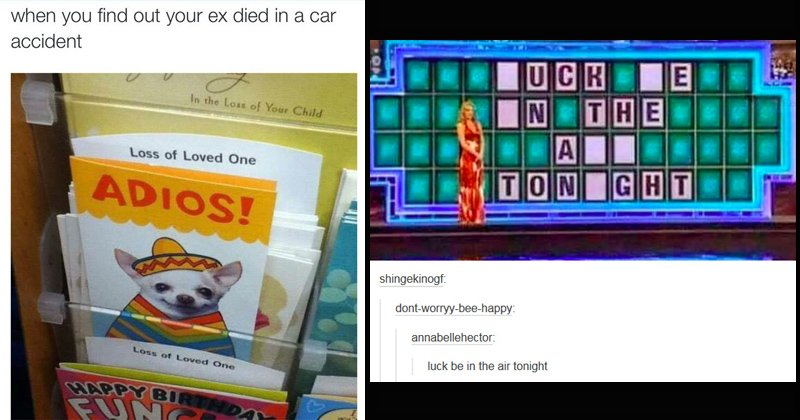 when you find out your ex died in a car
accident
In the Loss of Your Child
Loss of Loved One
ADIOS!
Loss of Loved One
HAPPY BIRTHDAY
UCK E
N THE
A
TON GHT
shingekinogf:
dont-worryy-bee-happy:
annabellehector:
luck be in the air tonight